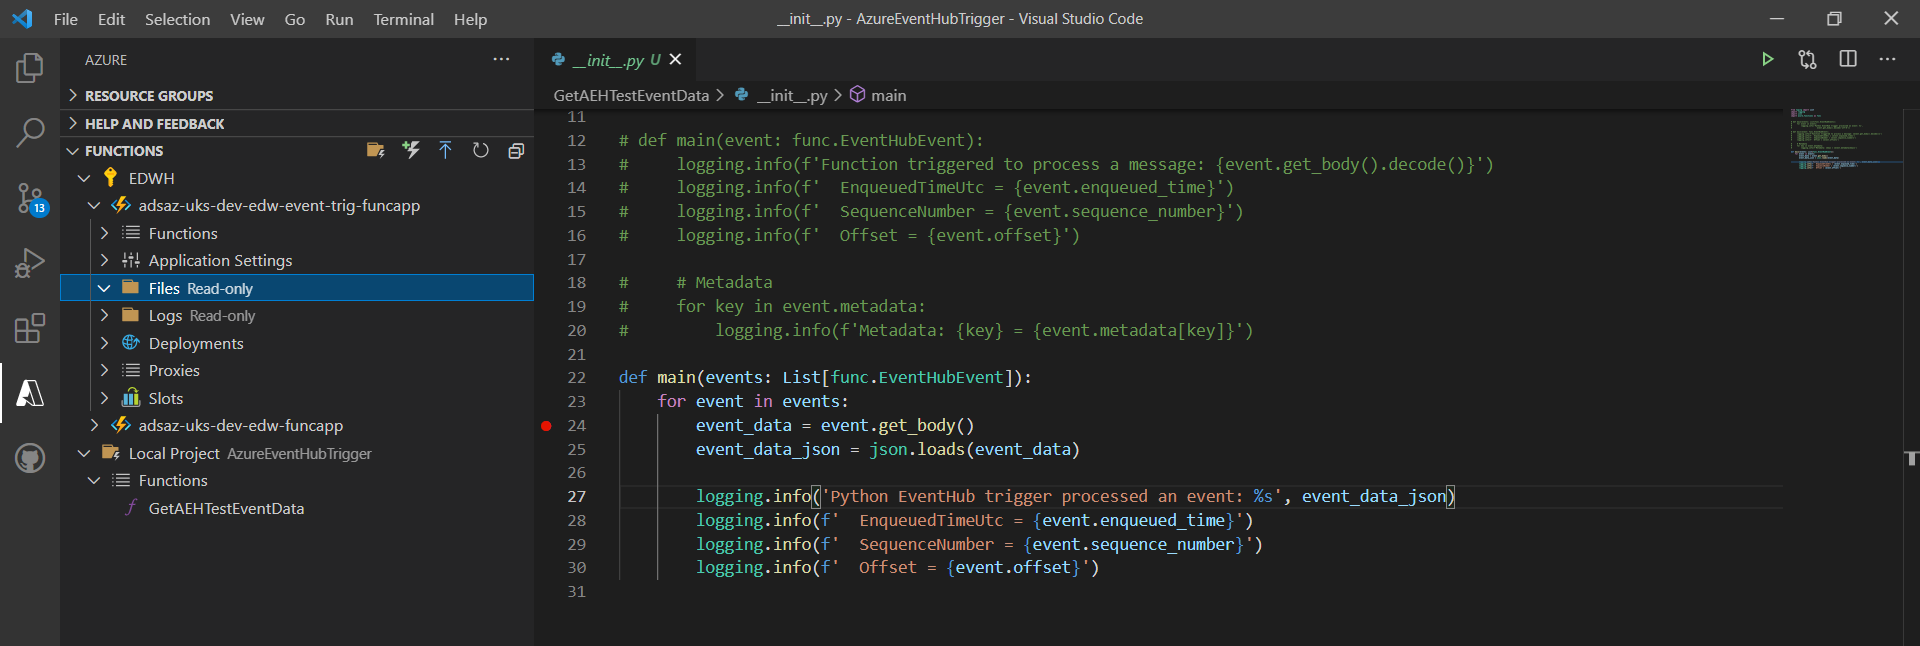 File Edit Selection View Go Run Terminal Help
__init__.py - AzureEventHubTrigger - Visual Studio Code
AZURE
RESOURCE GROUPS
HELP AND FEEDBACK
FUNCTIONS
EDWH
adsaz-uks-dev-edw-event-trig-funcapp
Functions
Application Settings
Files Read-only
Logs Read-only
Deployments
Proxies
Slots
adsaz-uks-dev-edw-funcapp
Local Project AzureEventHubTrigger
Functions
GetAEHTestEventData
13
__init__.py U
GetAEHTestEventData > __init__.py > main
11
12 # def main(event: func.EventHubEvent):
13 #     logging.info(f'Function triggered to process a message: {event.get_body().decode()}')
14 #     logging.info(f'  EnqueuedTimeUtc = {event.enqueued_time}')
15 #     logging.info(f'  SequenceNumber = {event.sequence_number}')
16 #     logging.info(f'  Offset = {event.offset}')
17
18 #     # Metadata
19 #     for key in event.metadata:
20 #         logging.info(f'Metadata: {key} = {event.metadata[key]}')
21
22 def main(events: List[func.EventHubEvent]):
23     for event in events:
24         event_data = event.get_body()
25         event_data_json = json.loads(event_data)
26
27         logging.info('Python EventHub trigger processed an event: %s', event_data_json)
28         logging.info(f'  EnqueuedTimeUtc = {event.enqueued_time}')
29         logging.info(f'  SequenceNumber = {event.sequence_number}')
30         logging.info(f'  Offset = {event.offset}')
31